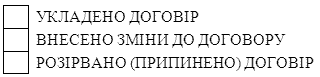 УКЛАДЕНО ДОГОВІР
ВНЕСЕНО ЗМІНИ ДО ДОГОВОРУ
РОЗІРВАНО (ПРИПИНЕНО) ДОГОВІР